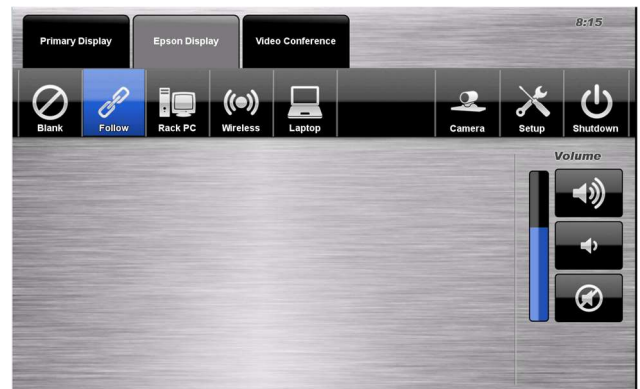 8:15
Primary Display
Epson Display
Video Conference
Blank
Follow
Rack PC
Wireless
Laptop
Camera
Setup
Shutdown
Volume